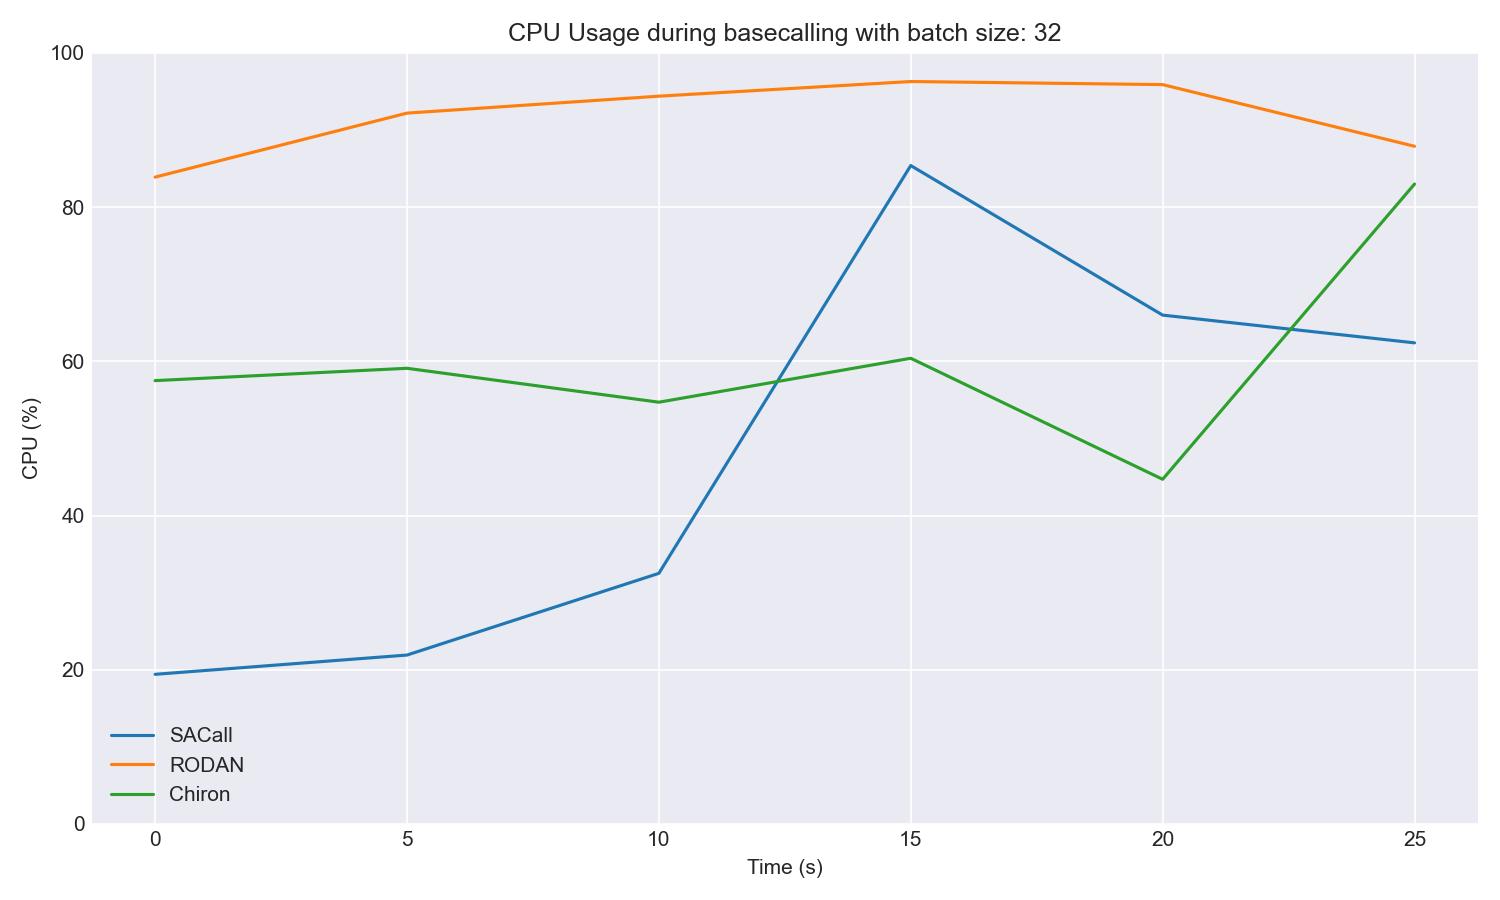 CPU Usage during basecalling with batch size: 32
100
80
60
40
20
0
CPU (%)
SACall
RODAN
Chiron
0 5 10 15 20 25
Time (s)